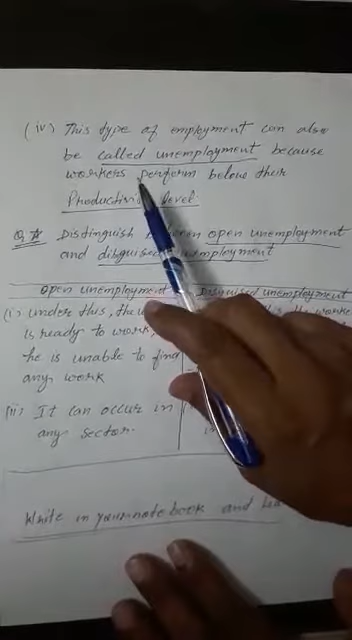 (iv) This type of employment can also
be called unemployment because
workers perform below their
Productivi level.
Q. Distinguish between open unemployment
and disguised unemployment
Open unemployment Disguised unemployment
(i) under this, the
is ready to work,
he is unable to find
any work
(ii) It can occur in
any sector.
Write in your note book and